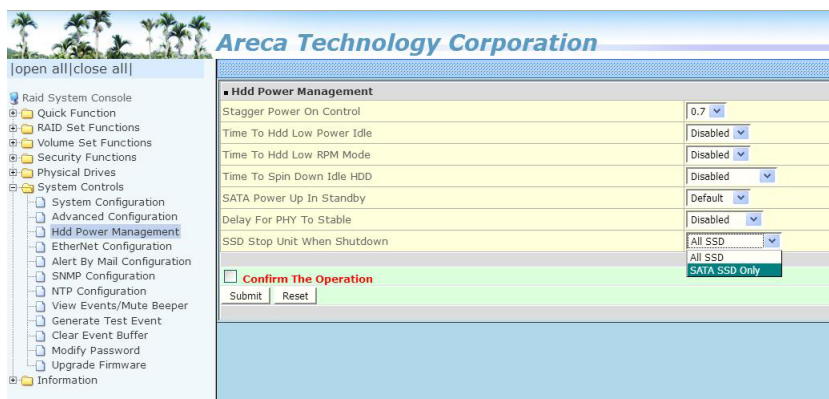 Areca Technology Corporation
|open all|close all|
Raid System Console
Quick Function
RAID Set Functions
Volume Set Functions
Security Functions
Physical Drives
System Controls
System Configuration
Advanced Configuration
Hdd Power Management
EtherNet Configuration
Alert By Mail Configuration
SNMP Configuration
NTP Configuration
View Events/Mute Beeper
Generate Test Event
Clear Event Buffer
Modify Password
Upgrade Firmware
Information
Hdd Power Management
Stagger Power On Control 0.7
Time To Hdd Low Power Idle Disabled
Time To Hdd Low RPM Mode Disabled
Time To Spin Down Idle HDD Disabled
SATA Power Up In Standby Default
Delay For PHY To Stable Disabled
SSD Stop Unit When Shutdown All SSD
All SSD
SATA SSD Only
Confirm The Operation
Submit Reset